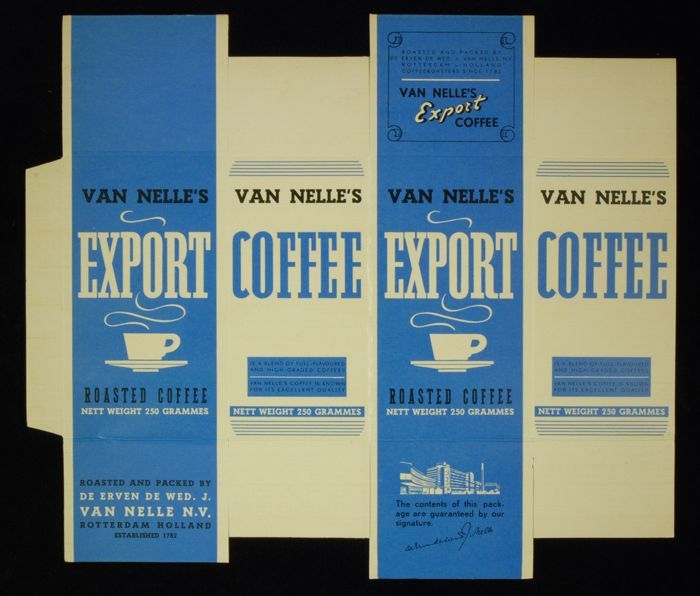 VAN NELLE'S
EXPORT
ROASTED COFFEE
NETT WEIGHT 250 GRAMMES
ROASTED AND PACKED BY
DE ERVEN DE WED. J.
VAN NELLE N.V.
ROTTERDAM HOLLAND
ESTABLISHED 1782
VAN NELLE'S
COFFEE
IS A BLEND OF FULL-FLAVOURED
AND HIGH-GRADED COFFEES
VAN NELLE'S COFFEE IS KNOWN
FOR ITS EXCELLENT QUALITY
NETT WEIGHT 250 GRAMMES
ROASTED AND PACKED BY
DE ERVEN DE WED. J. VAN NELLE N.V.
ROTTERDAM - HOLLAND
COFFEEROASTERS SINCE 1782
VAN NELLE'S
Export
COFFEE
VAN NELLE'S
EXPORT
ROASTED COFFEE
NETT WEIGHT 250 GRAMMES
The contents of this pack-
age are guaranteed by our
signature.
VAN NELLE'S
COFFEE
IS A BLEND OF FULL-FLAVOURED
AND HIGH-GRADED COFFEES
VAN NELLE'S COFFEE IS KNOWN
FOR ITS EXCELLENT QUALITY
NETT WEIGHT 250 GRAMMES